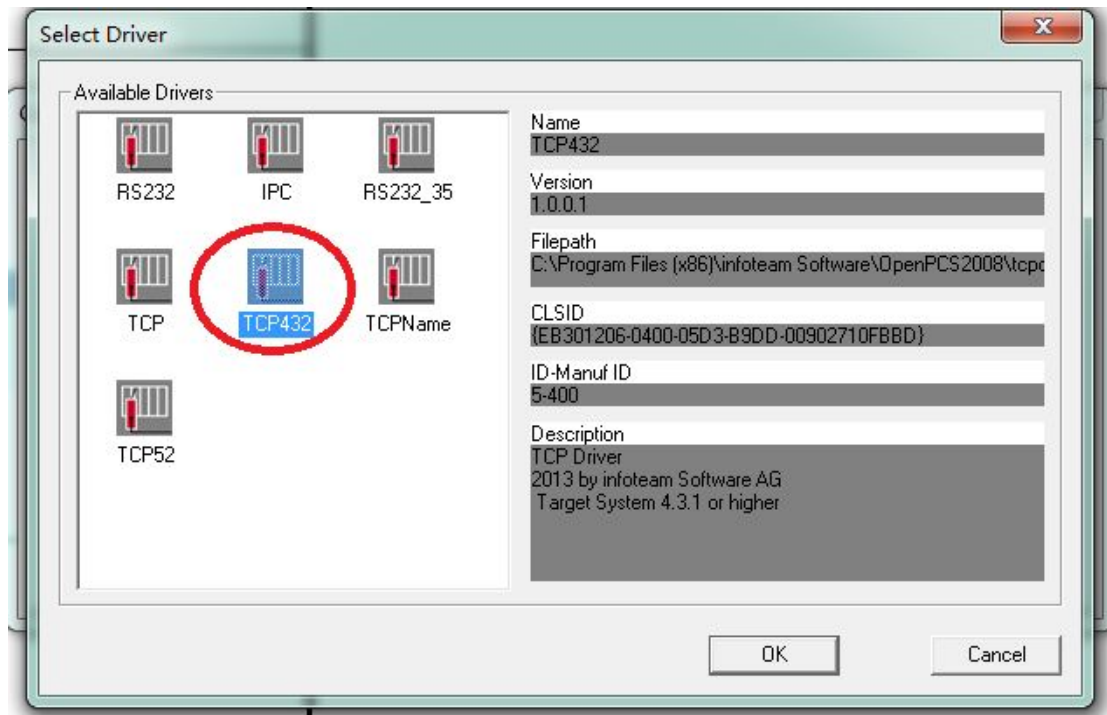 Select Driver
Available Drivers
RS232 IPC RS232_35
TCP TCP432 TCPName
TCP52
Name
TCP432
Version
1.0.0.1
Filepath
C:\Program Files (x86)\infoteam Software\OpenPCS2008\tcpc
CLSID
{EB301206-0400-05D3-B9DD-00902710FBBD}
ID-Manuf ID
5-400
Description
TCP Driver
2013 by infoteam Software AG
Target System 4.3.1 or higher
OK Cancel